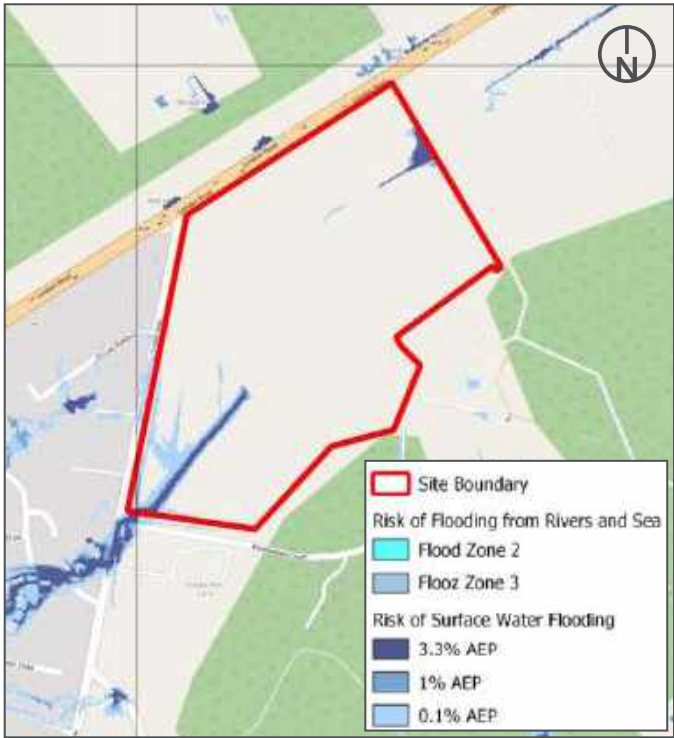 N
Site Boundary
Risk of Flooding from Rivers and Sea
Flood Zone 2
Flooz Zone 3
Risk of Surface Water Flooding
3.3% AEP
1% AEP
0.1% AEP